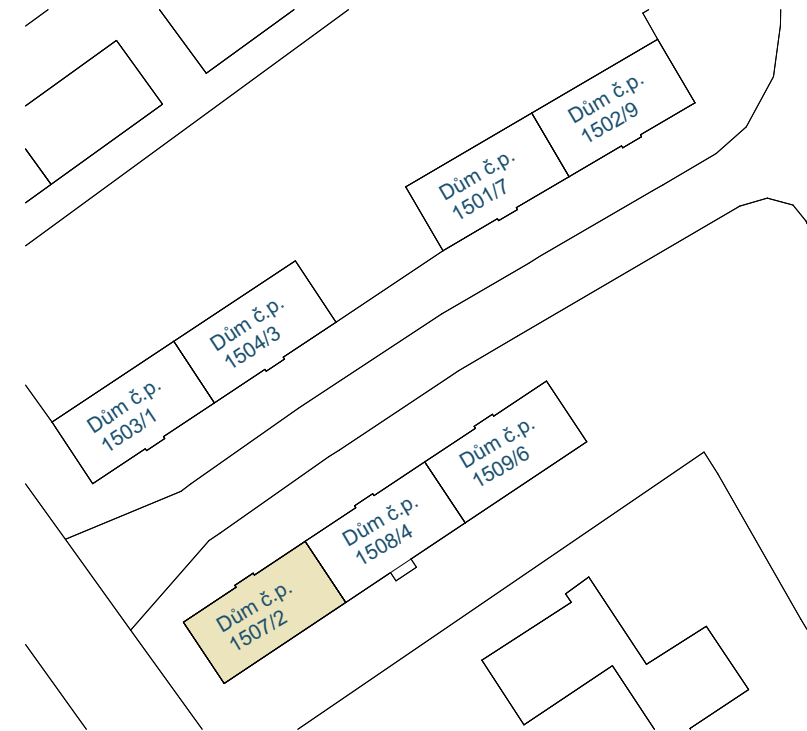 Dům č.p.
1502/9
Dům č.p.
1501/7
Dům č.p.
1504/3
Dům č.p.
1503/1
Dům č.p.
1509/6
Dům č.p.
1508/4
Dům č.p.
1507/2